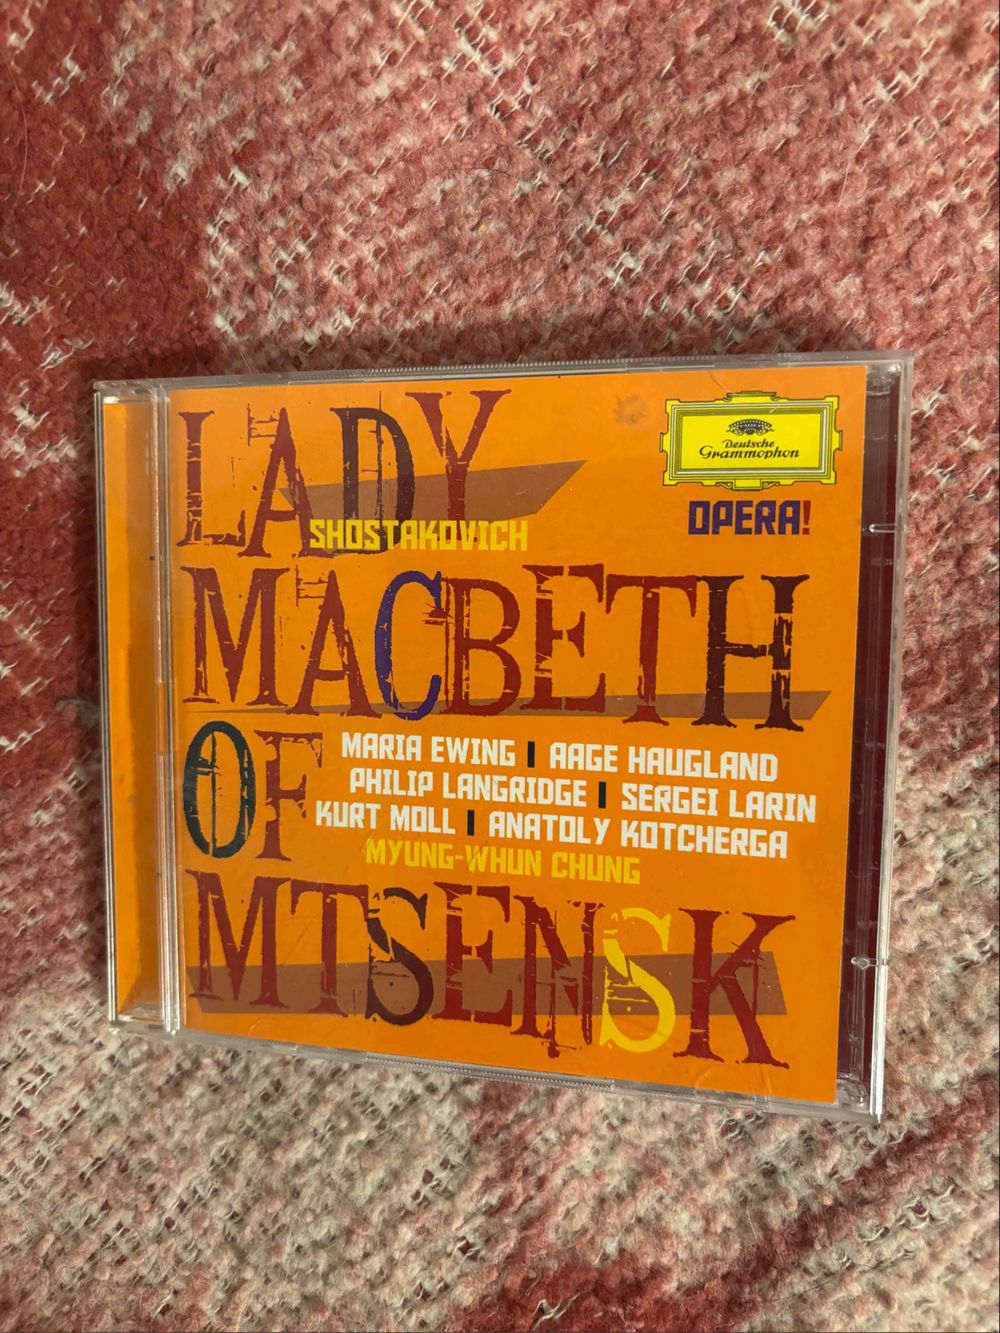 LADY
SHOSTAKOVICH
Deutsche
Grammophon
OPERA!
MACBETH
OF
MARIA EWING | AAGE HAUGLAND
PHILIP LANGRIDGE | SERGEI LARIN
KURT MOLL | ANATOLY KOTCHERGA
MYUNG-WHUN CHUNG
MTSENSK